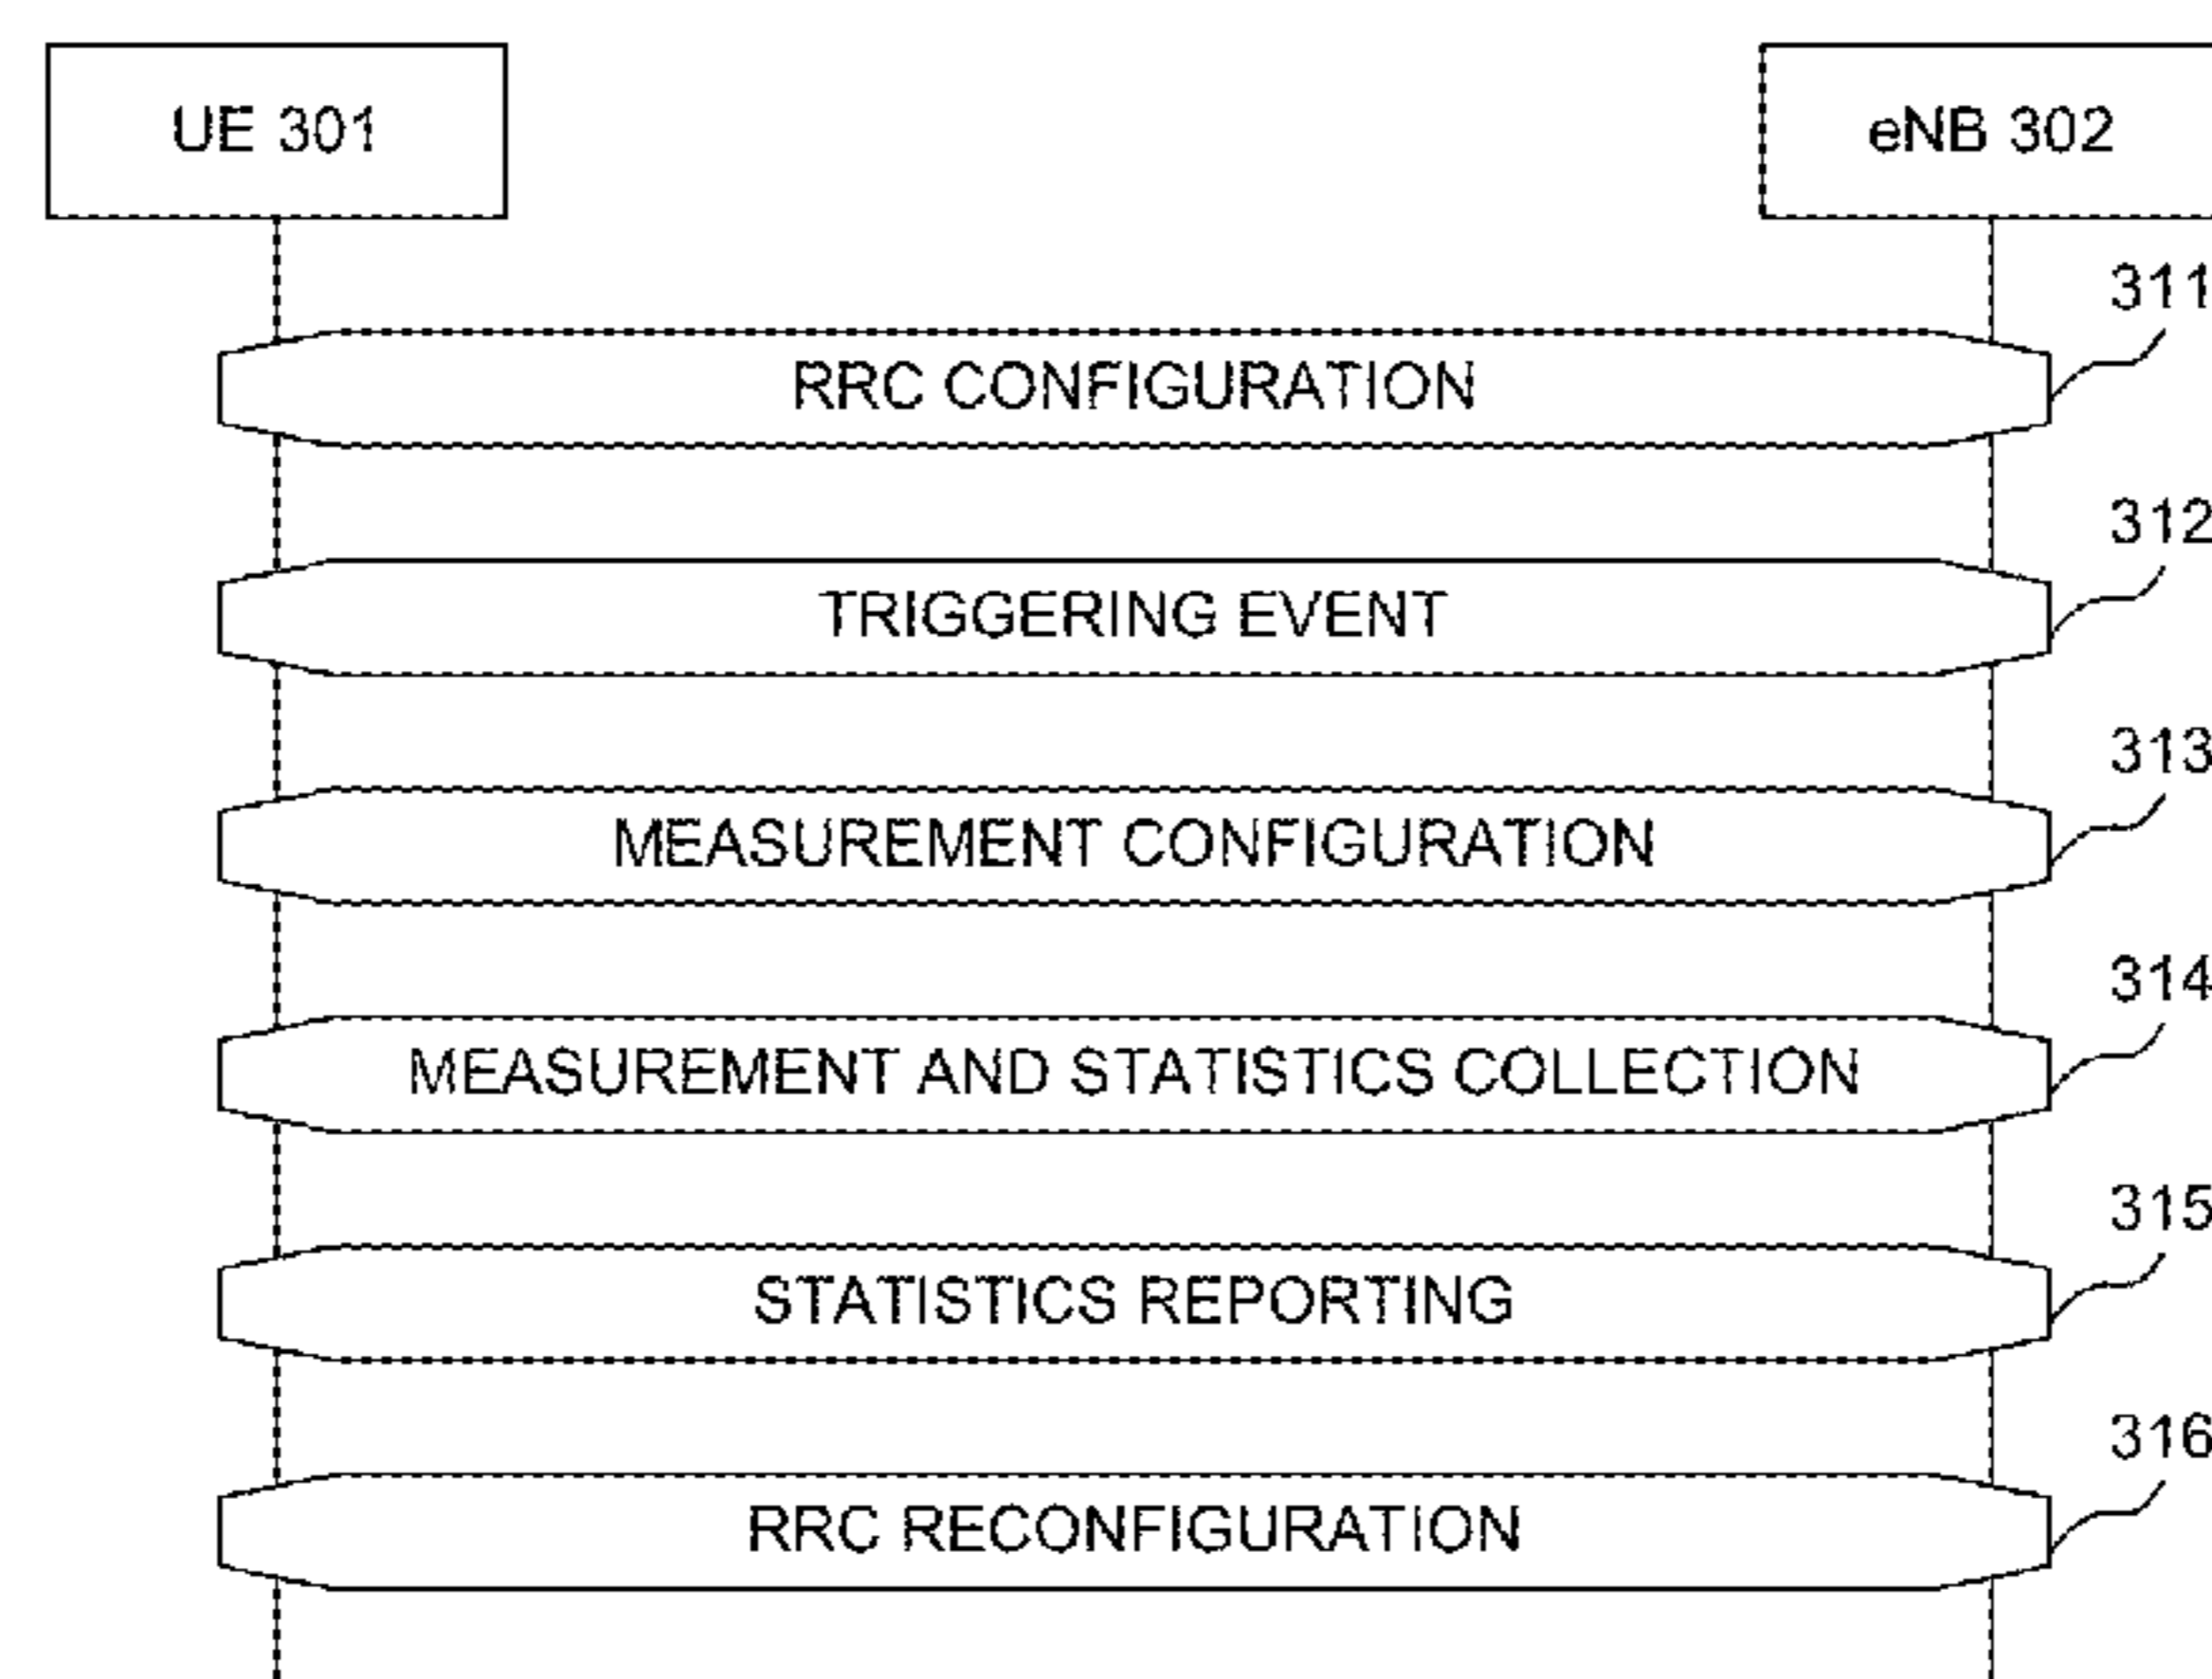 UE 301
eNB 302
311
RRC CONFIGURATION
312
TRIGGERING EVENT
313
MEASUREMENT CONFIGURATION
314
MEASUREMENT AND STATISTICS COLLECTION
315
STATISTICS REPORTING
316
RRC RECONFIGURATION